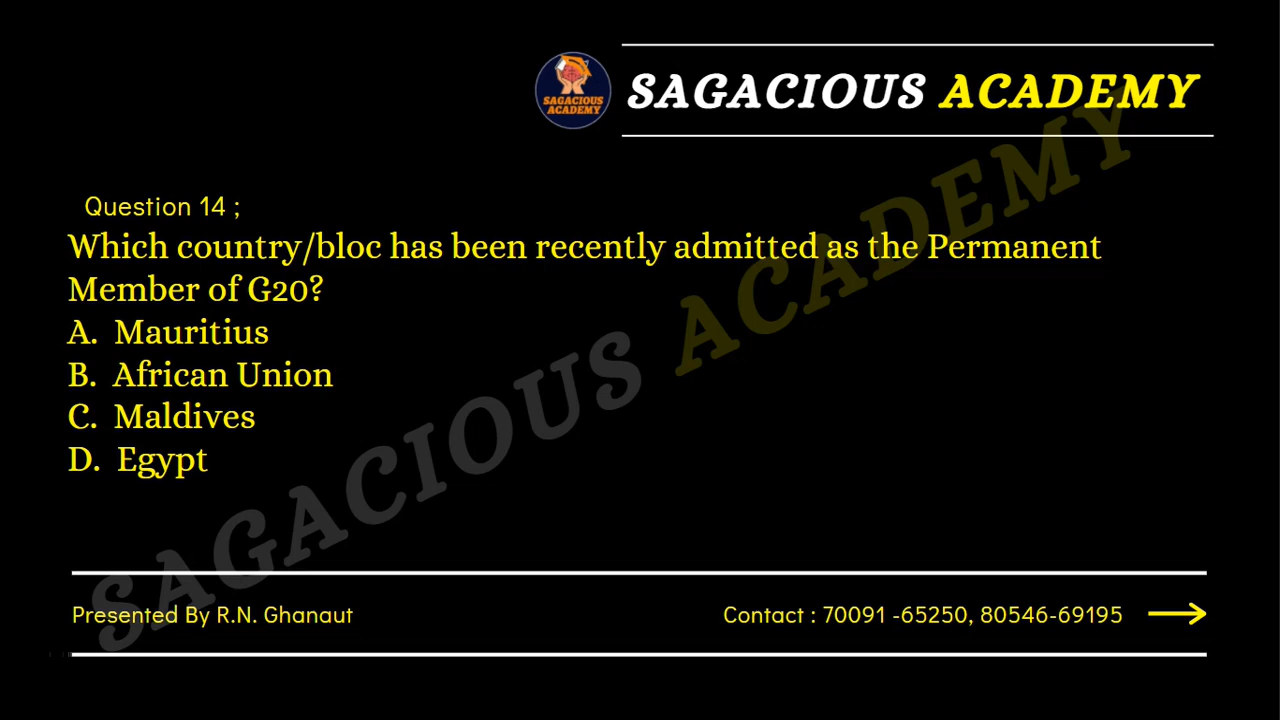 SAGACIOUS ACADEMY
SAGACIOUS
ACADEMY
Question 14 ;
Which country/bloc has been recently admitted as the Permanent
Member of G20?
A. Mauritius
B. African Union
C. Maldives
D. Egypt
SAGACIOUS ACADEMY
Presented By R.N. Ghanaut
Contact : 70091 -65250, 80546-69195